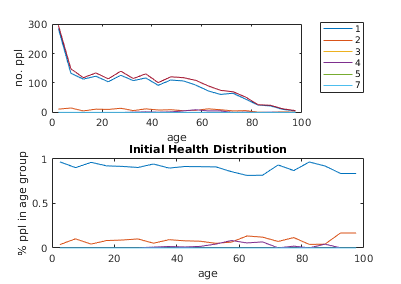 300
200
100
0
no. ppl
0 20 40 60 80 100
age
1
2
3
4
5
7
Initial Health Distribution
1
0.5
0
% ppl in age group
0 20 40 60 80 100
age